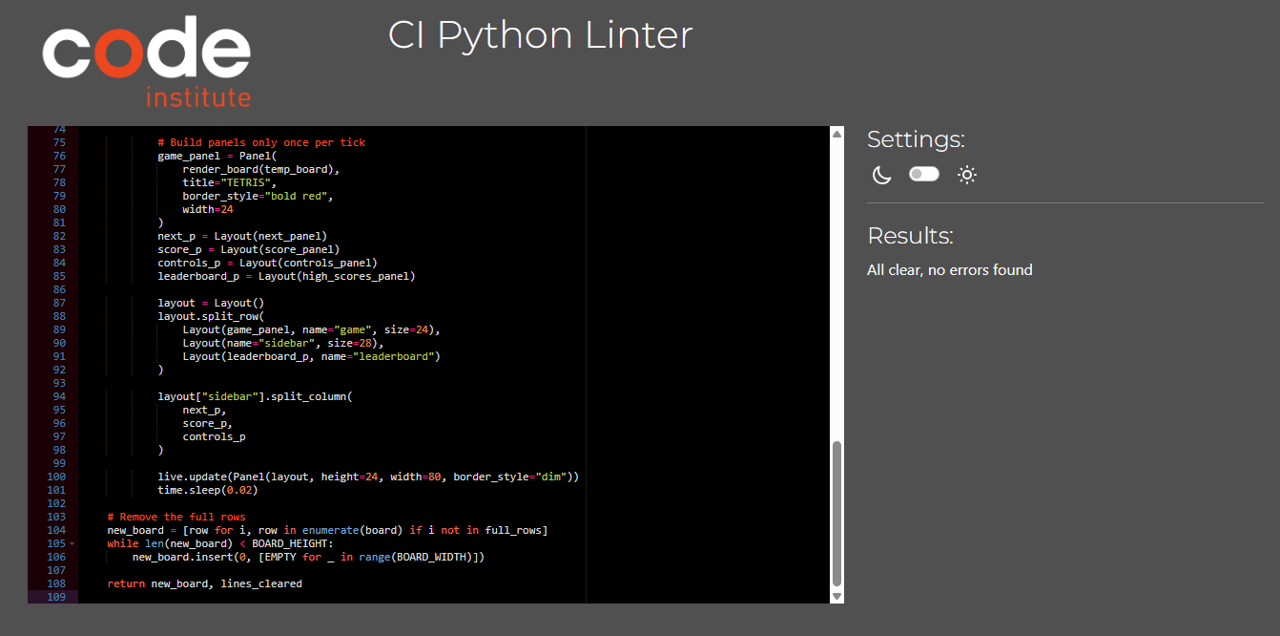 code
institute
CI Python Linter
74
75 # Build panels only once per tick
76 game_panel = Panel(
77 render_board(temp_board),
78 title="TETRIS",
79 border_style="bold red",
80 width=24
81 )
82 next_p = Layout(next_panel)
83 score_p = Layout(score_panel)
84 controls_p = Layout(controls_panel)
85 leaderboard_p = Layout(high_scores_panel)
86
87 layout = Layout()
88 layout.split_row(
89 Layout(game_panel, name="game", size=24),
90 Layout(name="sidebar", size=28),
91 Layout(leaderboard_p, name="leaderboard")
92 )
93
94 layout["sidebar"].split_column(
95 next_p,
96 score_p,
97 controls_p
98 )
99
100 live.update(Panel(layout, height=24, width=80, border_style="dim"))
101 time.sleep(0.02)
102
103 # Remove the full rows
104 new_board = [row for i, row in enumerate(board) if i not in full_rows]
105 while len(new_board) < BOARD_HEIGHT:
106 new_board.insert(0, [EMPTY for _ in range(BOARD_WIDTH)])
107
108 return new_board, lines_cleared
109
Settings:
Results:
All clear, no errors found